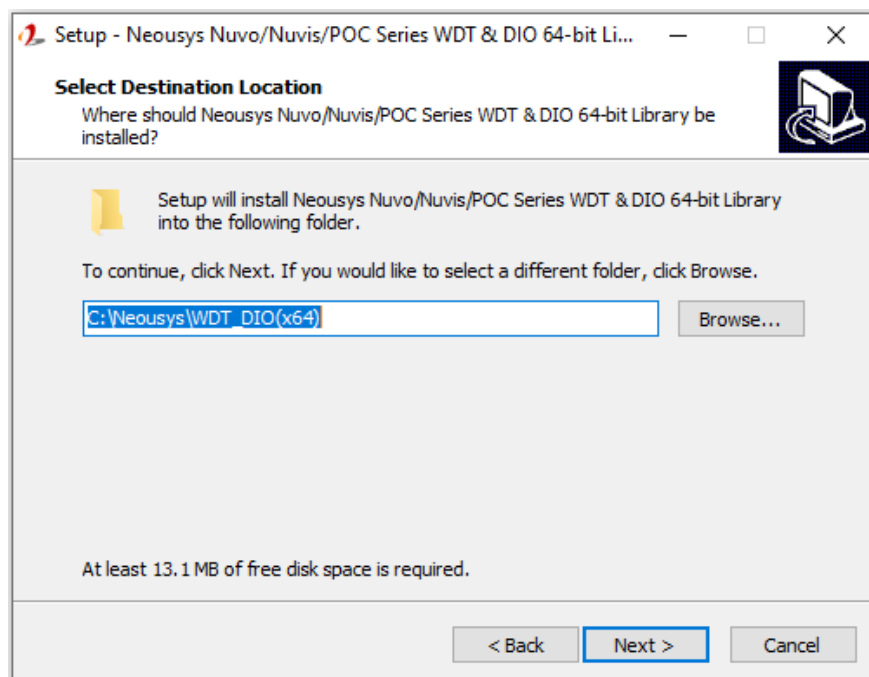 Setup - Neousys Nuvo/Nuvis/POC Series WDT & DIO 64-bit Li...
Select Destination Location
Where should Neousys Nuvo/Nuvis/POC Series WDT & DIO 64-bit Library be
installed?
Setup will install Neousys Nuvo/Nuvis/POC Series WDT & DIO 64-bit Library
into the following folder.
To continue, click Next. If you would like to select a different folder, click Browse.
C:\Neousys\WDT_DIO(x64)
Browse...
At least 13.1 MB of free disk space is required.
< Back
Next >
Cancel